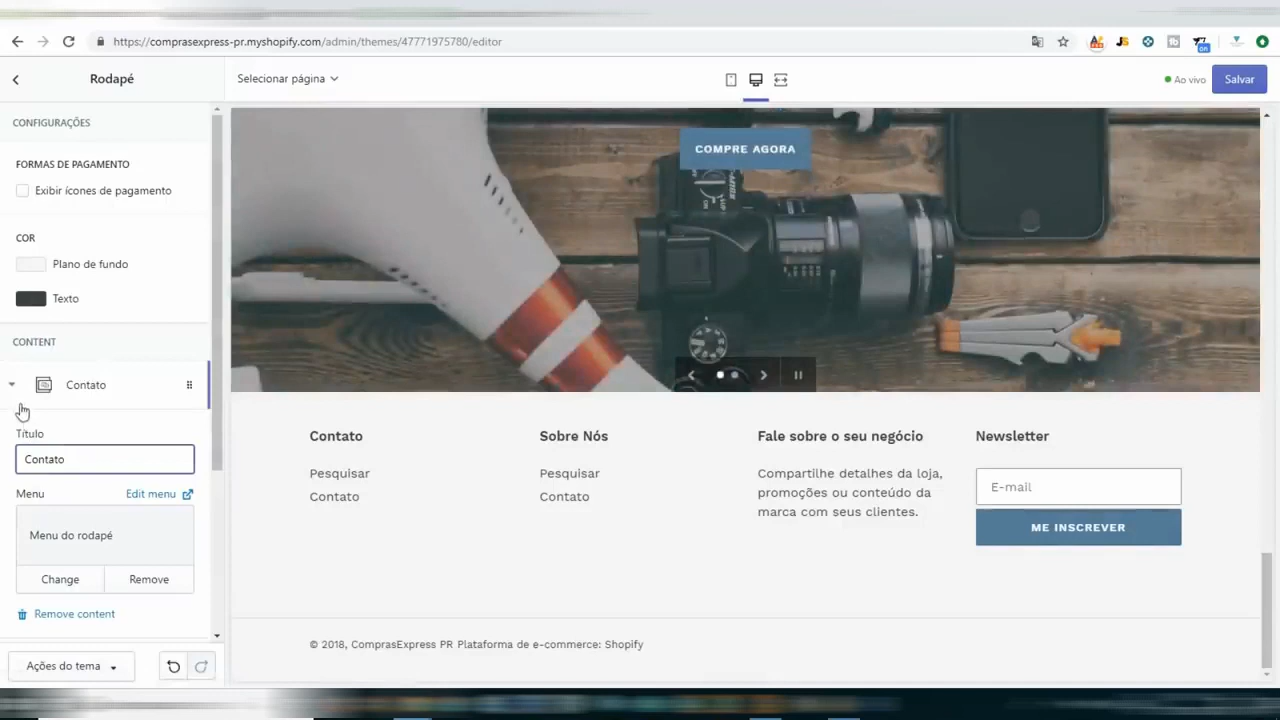 https://comprasexpress-pr.myshopify.com/admin/themes/47771975780/editor
Rodapé
Selecionar página
Ao vivo
Salvar
CONFIGURAÇÕES
FORMAS DE PAGAMENTO
Exibir ícones de pagamento
COR
Plano de fundo
Texto
CONTENT
Contato
Título
Contato
Menu
Edit menu
Menu do rodapé
Change
Remove
Remove content
Ações do tema
COMPRE AGORA
Contato
Pesquisar
Contato
Sobre Nós
Pesquisar
Contato
Fale sobre o seu negócio
Compartilhe detalhes da loja,
promoções ou conteúdo da
marca com seus clientes.
Newsletter
E-mail
ME INSCREVER
© 2018, ComprasExpress PR Plataforma de e-commerce: Shopify